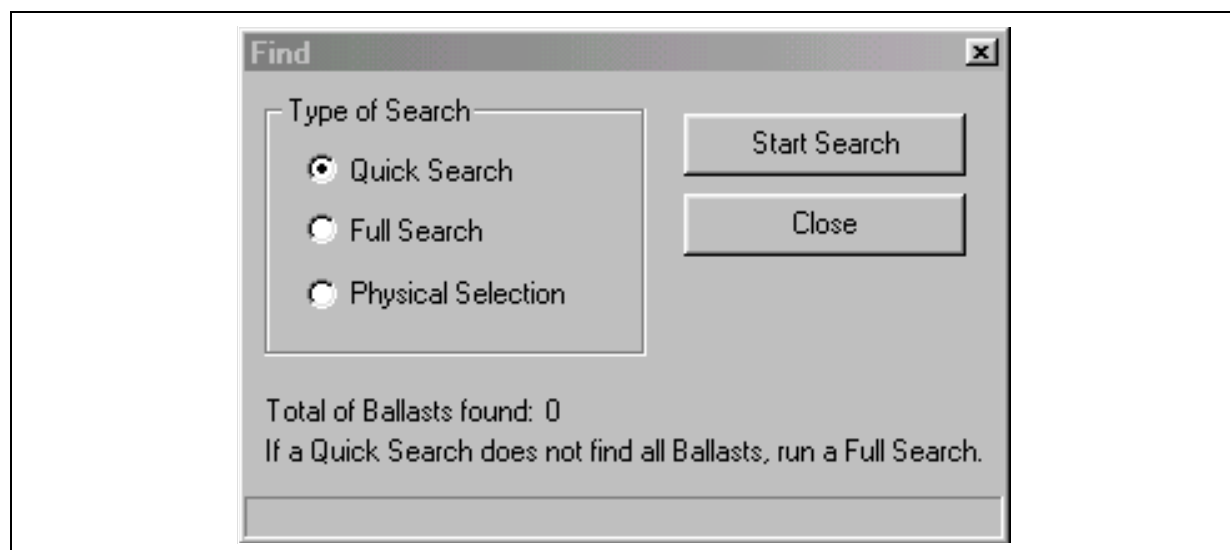 Find
Type of Search
Quick Search
Full Search
Physical Selection
Start Search
Close
Total of Ballasts found: 0
If a Quick Search does not find all Ballasts, run a Full Search.